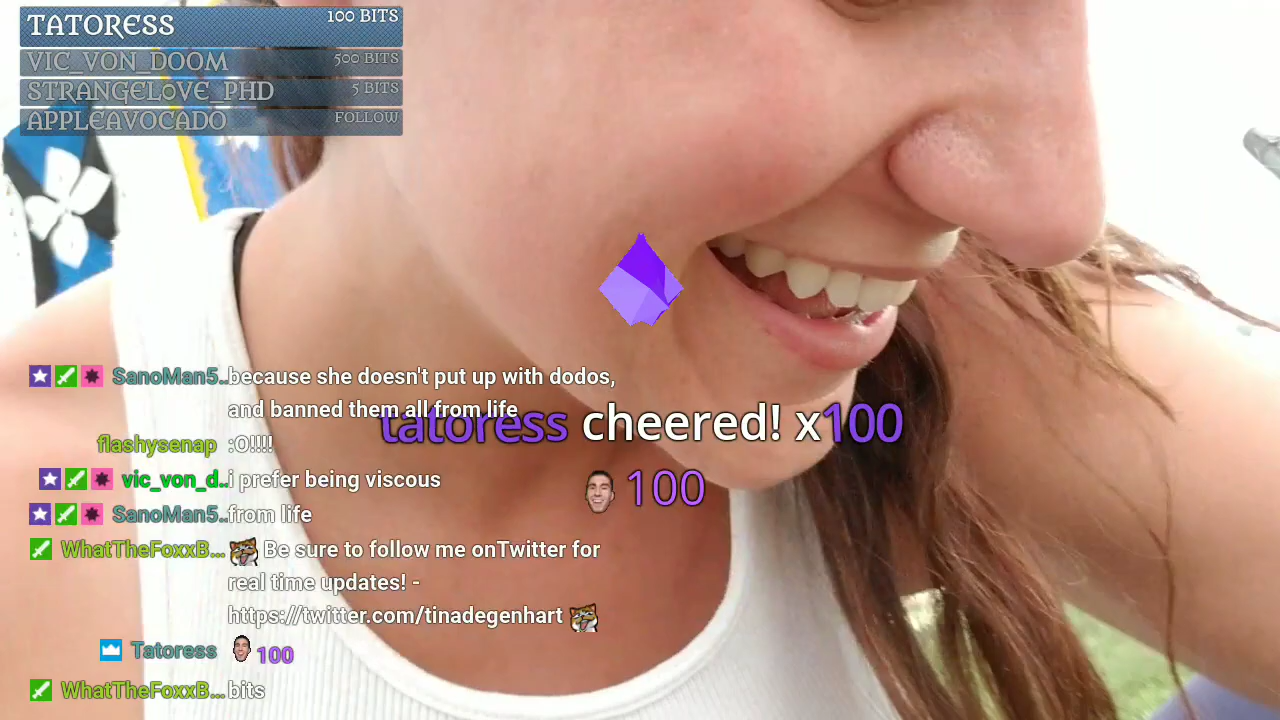 TATORESS 100 BITS
VIC_VON_DOOM 500 BITS
STRANGELOVE_PHD 5 BITS
APPLEAVOCADO FOLLOW
SanoMan5.. because she doesn't put up with dodos,
and banned them all from life
tatoress cheered! x100
flashysenap :O!!!!
vic_von_d.. i prefer being viscous
100
SanoMan5.. from life
WhatTheFoxxB... Be sure to follow me onTwitter for
real time updates! -
https://twitter.com/tinadegenhart
Tatoress 100
WhatTheFoxxB... bits